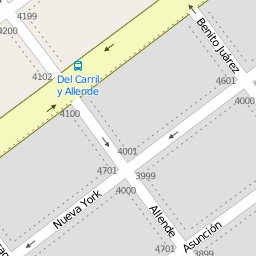 4199
4200
Benito Juárez
4102
Del Carril
y Allende
4601
4100
4001
4701
3999
4000
Nueva York
Allende
Asunción
4701
3899